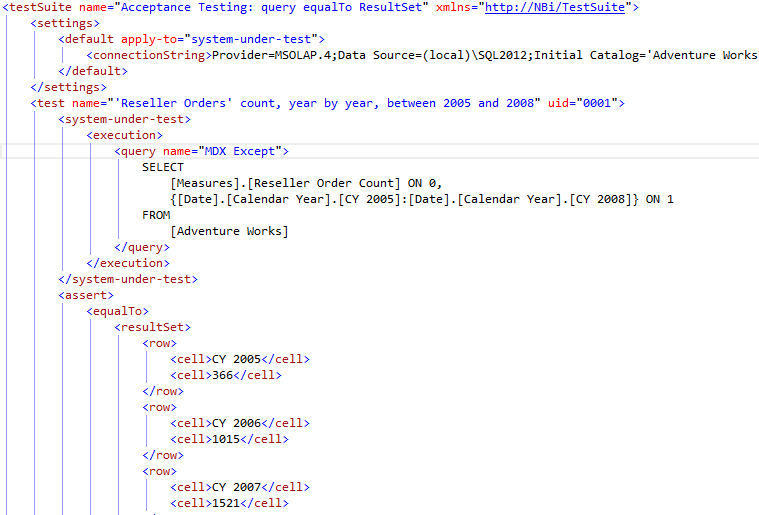 <testSuite name="Acceptance Testing: query equalTo ResultSet" xmlns="http://NBi/TestSuite">
<settings>
<default apply-to="system-under-test">
<connectionString>Provider=MSOLAP.4;Data Source=(local)\SQL2012;Initial Catalog='Adventure Works
</default>
</settings>
<test name="'Reseller Orders' count, year by year, between 2005 and 2008" uid="0001">
<system-under-test>
<execution>
<query name="MDX Except">
SELECT
[Measures].[Reseller Order Count] ON 0,
{[Date].[Calendar Year].[CY 2005]:[Date].[Calendar Year].[CY 2008]} ON 1
FROM
[Adventure Works]
</query>
</execution>
</system-under-test>
<assert>
<equalTo>
<resultSet>
<row>
<cell>CY 2005</cell>
<cell>366</cell>
</row>
<row>
<cell>CY 2006</cell>
<cell>1015</cell>
</row>
<row>
<cell>CY 2007</cell>
<cell>1521</cell>